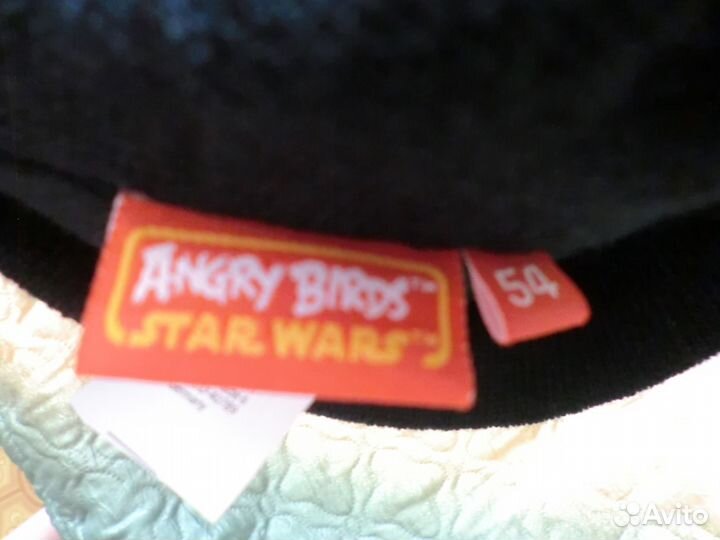 ANGRY BIRDS™
STAR WARS™
54
Avito